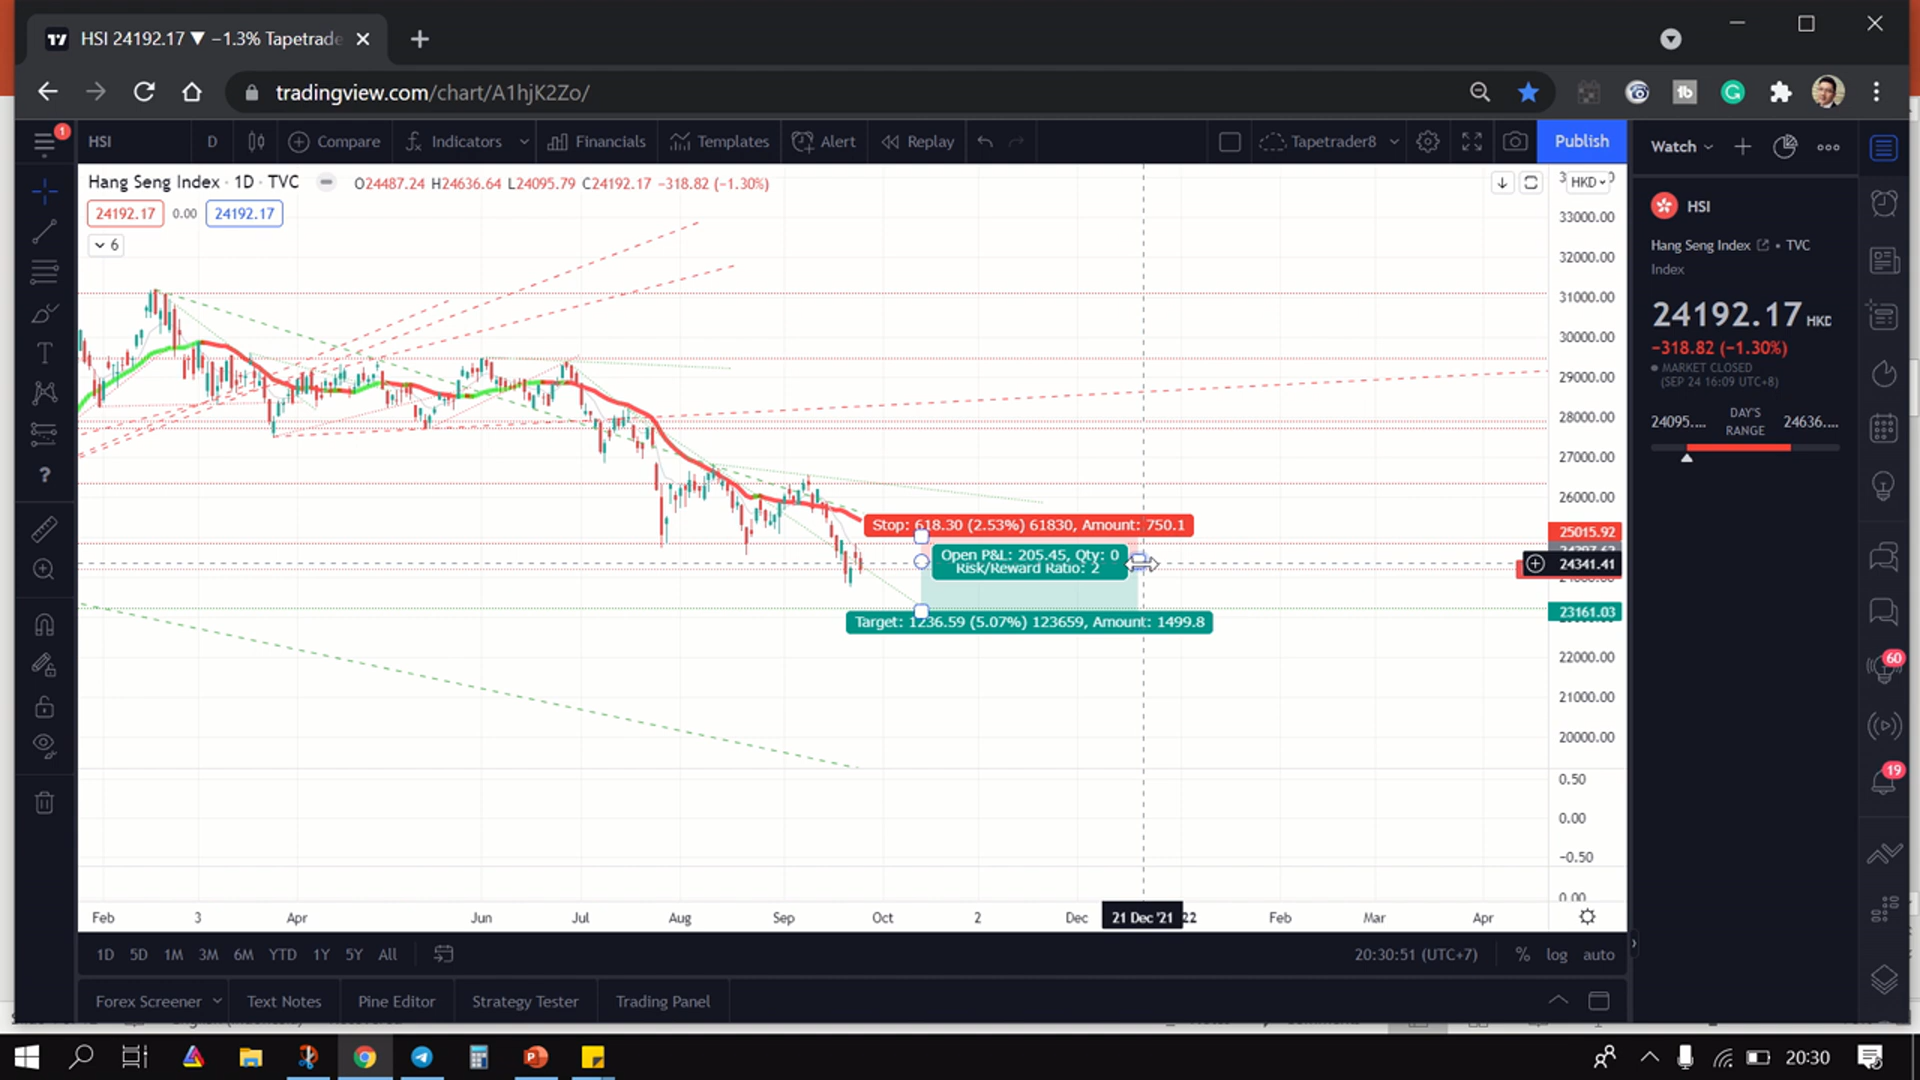 HSI 24192.17 ▼ −1.3% Tapetrade
tradingview.com/chart/A1hjK2Zo/
1
HSI
D
Compare
Indicators
Financials
Templates
Alert
Replay
Tapetrader8
Publish
Watch
Hang Seng Index · 1D · TVC
O24487.24 H24636.64 L24095.79 C24192.17 −318.82 (−1.30%)
HKD
24192.17 0.00 24192.17
6
33000.00
32000.00
31000.00
30000.00
29000.00
28000.00
27000.00
26000.00
25015.92
24341.41
23161.03
22000.00
21000.00
20000.00
0.50
0.00
−0.50
0.00
Stop: 618.30 (2.53%) 61830, Amount: 750.1
Open P&L: 205.45, Qty: 0
Risk/Reward Ratio: 2
Target: 1236.59 (5.07%) 123659, Amount: 1499.8
Feb 3 Apr Jun Jul Aug Sep Oct 2 Dec 21 Dec '21 22 Feb Mar Apr
1D 5D 1M 3M 6M YTD 1Y 5Y All
20:30:51 (UTC+7) % log auto
Forex Screener Text Notes Pine Editor Strategy Tester Trading Panel
HSI
Hang Seng Index • TVC
Index
24192.17 HKD
−318.82 (−1.30%)
MARKET CLOSED
(SEP 24 16:09 UTC+8)
24095.... DAY'S RANGE 24636....
60
19
20:30